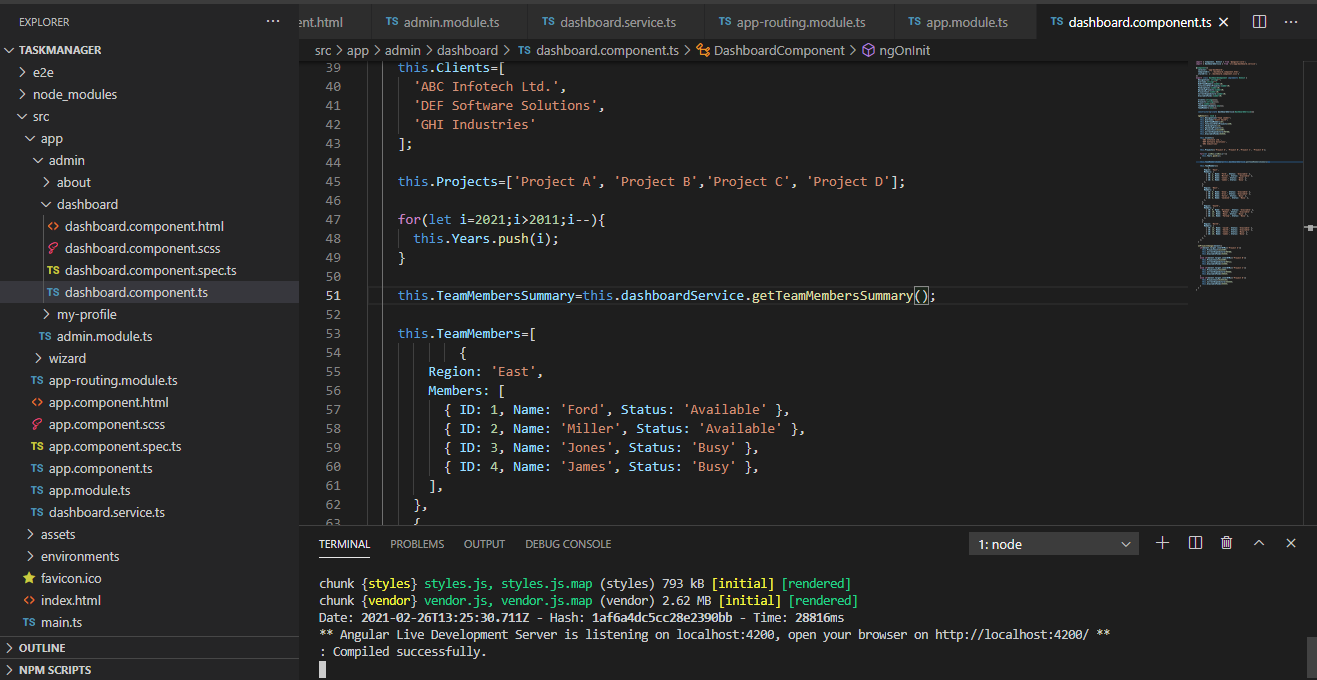 EXPLORER
ent.html
TS admin.module.ts
TS dashboard.service.ts
TS app-routing.module.ts
TS app.module.ts
TS dashboard.component.ts
TASKMANAGER
e2e
node_modules
src
app
admin
about
dashboard
dashboard.component.html
dashboard.component.scss
TS dashboard.component.spec.ts
TS dashboard.component.ts
my-profile
TS admin.module.ts
wizard
TS app-routing.module.ts
app.component.html
app.component.scss
TS app.component.spec.ts
TS app.component.ts
TS app.module.ts
TS dashboard.service.ts
assets
environments
favicon.ico
index.html
TS main.ts
OUTLINE
NPM SCRIPTS
src > app > admin > dashboard > TS dashboard.component.ts > DashboardComponent > ngOnInit
39 this.Clients=[
40 'ABC Infotech Ltd.',
41 'DEF Software Solutions',
42 'GHI Industries'
43 ];
44
45 this.Projects=['Project A', 'Project B','Project C', 'Project D'];
46
47 for(let i=2021;i>2011;i--){
48 this.Years.push(i);
49 }
50
51 this.TeamMembersSummary=this.dashboardService.getTeamMembersSummary();
52
53 this.TeamMembers=[
54 {
55 Region: 'East',
56 Members: [
57 { ID: 1, Name: 'Ford', Status: 'Available' },
58 { ID: 2, Name: 'Miller', Status: 'Available' },
59 { ID: 3, Name: 'Jones', Status: 'Busy' },
60 { ID: 4, Name: 'James', Status: 'Busy' },
61 ],
62 },
63 {
TERMINAL PROBLEMS OUTPUT DEBUG CONSOLE
1: node
chunk {styles} styles.js, styles.js.map (styles) 793 kB [initial] [rendered]
chunk {vendor} vendor.js, vendor.js.map (vendor) 2.62 MB [initial] [rendered]
Date: 2021-02-26T13:25:30.711Z - Hash: 1af6a4dc5cc28e2390bb - Time: 28816ms
** Angular Live Development Server is listening on localhost:4200, open your browser on http://localhost:4200/ **
: Compiled successfully.